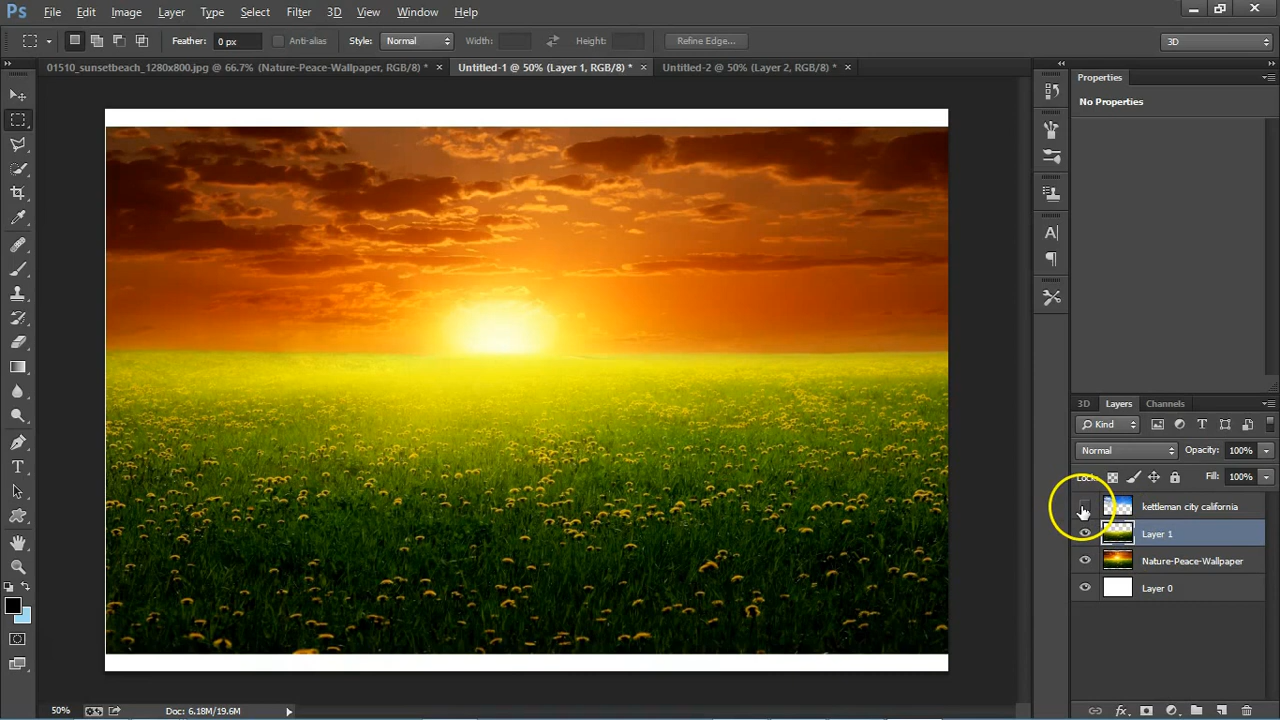 Ps File Edit Image Layer Type Select Filter 3D View Window Help
Feather: 0 px Anti-alias Style: Normal Width: Height: Refine Edge... 3D
01510_sunsetbeach_1280x800.jpg @ 66.7% (Nature-Peace-Wallpaper, RGB/8) * × Untitled-1 @ 50% (Layer 1, RGB/8) * × Untitled-2 @ 50% (Layer 2, RGB/8) * ×
Properties
No Properties
3D Layers Channels
Kind
Normal Opacity: 100%
Lock: Fill: 100%
kettleman city california
Layer 1
Nature-Peace-Wallpaper
Layer 0
50% Doc: 6.18M/19.6M